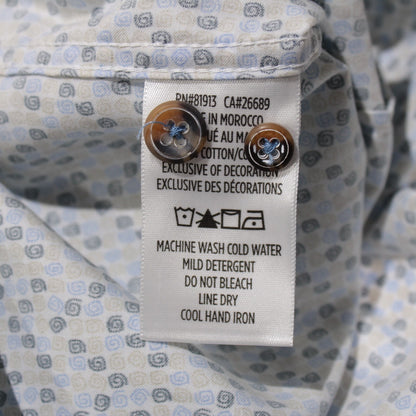 RN#81913 CA#26689
IN MOROCCO
AU
COTTON/
EXCLUSIVE OF DECORATION
EXCLUSIVE DES DÉCORATIONS
MACHINE WASH COLD WATER
MILD DETERGENT
DO NOT BLEACH
LINE DRY
COOL HAND IRON